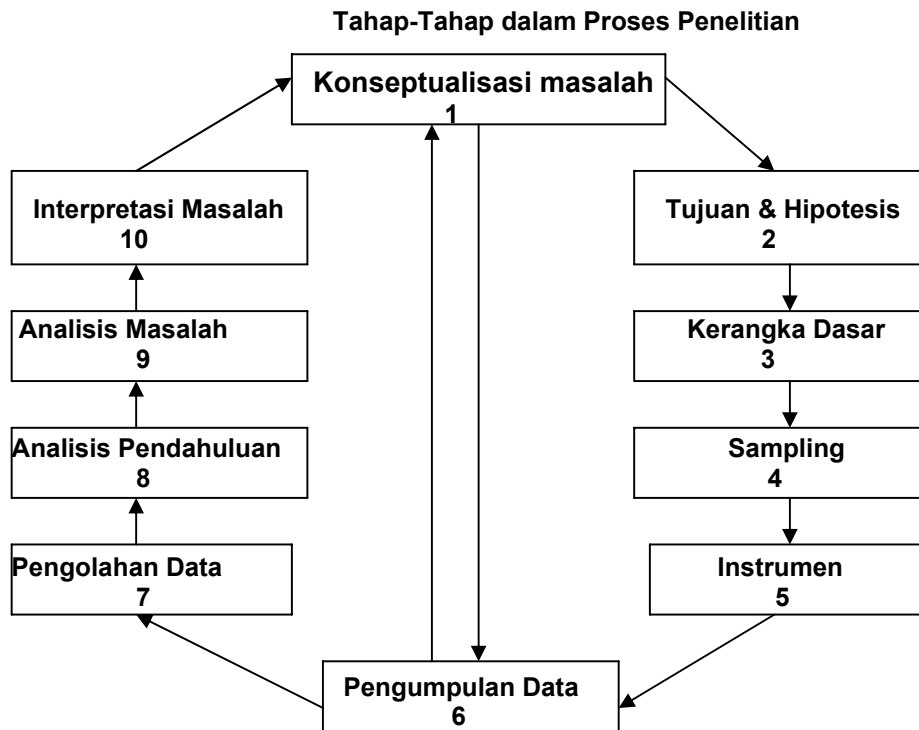 Tahap-Tahap dalam Proses Penelitian
Konseptualisasi masalah
1
Tujuan & Hipotesis
2
Kerangka Dasar
3
Sampling
4
Instrumen
5
Pengumpulan Data
6
Pengolahan Data
7
Analisis Pendahuluan
8
Analisis Masalah
9
Interpretasi Masalah
10